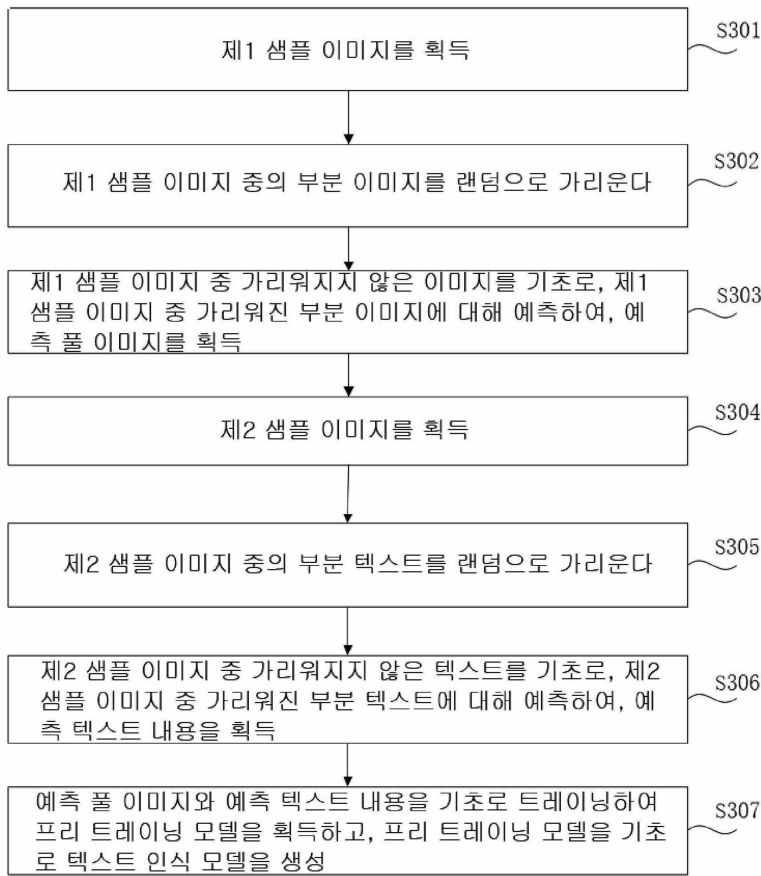 S301
제1 샘플 이미지를 획득
S302
제1 샘플 이미지 중의 부분 이미지를 랜덤으로 가리운다
제1 샘플 이미지 중 가리워지지 않은 이미지를 기초로, 제1
샘플 이미지 중 가리워진 부분 이미지에 대해 예측하여, 예
측 풀 이미지를 획득
S303
S304
제2 샘플 이미지를 획득
S305
제2 샘플 이미지 중의 부분 텍스트를 랜덤으로 가리운다
제2 샘플 이미지 중 가리워지지 않은 텍스트를 기초로, 제2
샘플 이미지 중 가리워진 부분 텍스트에 대해 예측하여, 예
측 텍스트 내용을 획득
S306
예측 풀 이미지와 예측 텍스트 내용을 기초로 트레이닝하여
프리 트레이닝 모델을 획득하고, 프리 트레이닝 모델을 기초
로 텍스트 인식 모델을 생성
S307